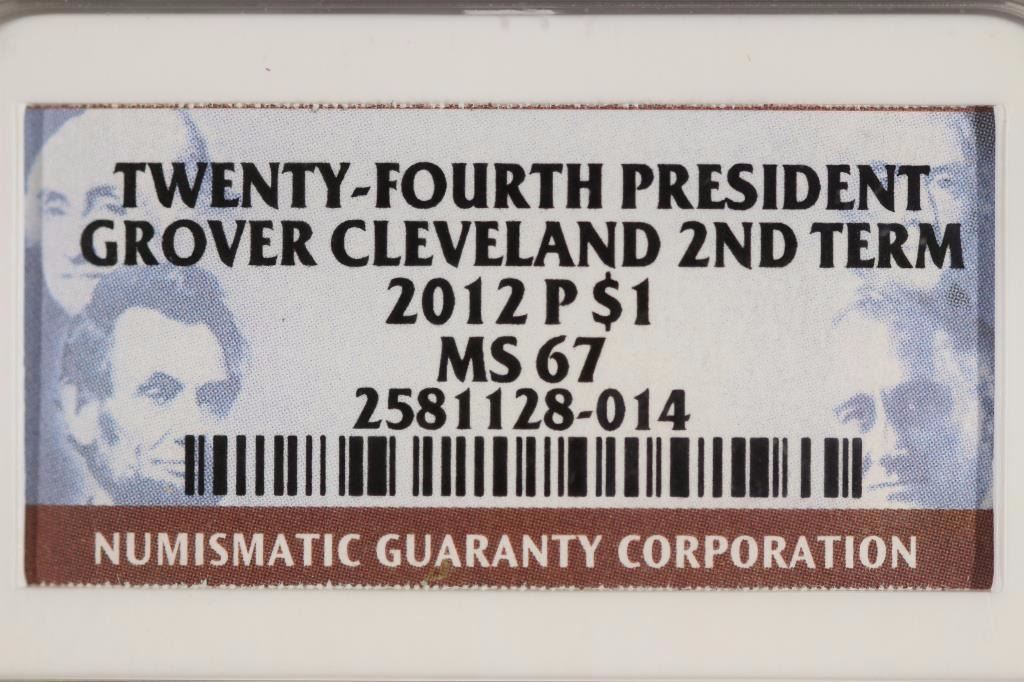 TWENTY-FOURTH PRESIDENT
GROVER CLEVELAND 2ND TERM
2012 P $1
MS 67
2581128-014
NUMISMATIC GUARANTY CORPORATION